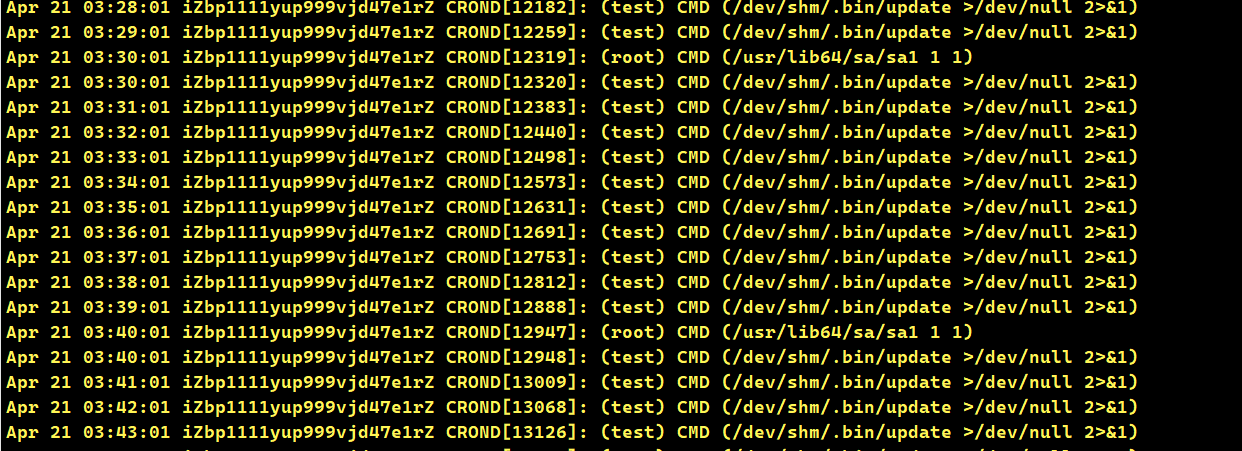 Apr 21 03:28:01 iZbp1111yup999vjd47e1rZ CROND[12182]: (test) CMD (/dev/shm/.bin/update >/dev/null 2>&1)
Apr 21 03:29:01 iZbp1111yup999vjd47e1rZ CROND[12259]: (test) CMD (/dev/shm/.bin/update >/dev/null 2>&1)
Apr 21 03:30:01 iZbp1111yup999vjd47e1rZ CROND[12319]: (root) CMD (/usr/lib64/sa/sa1 1 1)
Apr 21 03:30:01 iZbp1111yup999vjd47e1rZ CROND[12320]: (test) CMD (/dev/shm/.bin/update >/dev/null 2>&1)
Apr 21 03:31:01 iZbp1111yup999vjd47e1rZ CROND[12383]: (test) CMD (/dev/shm/.bin/update >/dev/null 2>&1)
Apr 21 03:32:01 iZbp1111yup999vjd47e1rZ CROND[12440]: (test) CMD (/dev/shm/.bin/update >/dev/null 2>&1)
Apr 21 03:33:01 iZbp1111yup999vjd47e1rZ CROND[12498]: (test) CMD (/dev/shm/.bin/update >/dev/null 2>&1)
Apr 21 03:34:01 iZbp1111yup999vjd47e1rZ CROND[12573]: (test) CMD (/dev/shm/.bin/update >/dev/null 2>&1)
Apr 21 03:35:01 iZbp1111yup999vjd47e1rZ CROND[12631]: (test) CMD (/dev/shm/.bin/update >/dev/null 2>&1)
Apr 21 03:36:01 iZbp1111yup999vjd47e1rZ CROND[12691]: (test) CMD (/dev/shm/.bin/update >/dev/null 2>&1)
Apr 21 03:37:01 iZbp1111yup999vjd47e1rZ CROND[12753]: (test) CMD (/dev/shm/.bin/update >/dev/null 2>&1)
Apr 21 03:38:01 iZbp1111yup999vjd47e1rZ CROND[12812]: (test) CMD (/dev/shm/.bin/update >/dev/null 2>&1)
Apr 21 03:39:01 iZbp1111yup999vjd47e1rZ CROND[12888]: (test) CMD (/dev/shm/.bin/update >/dev/null 2>&1)
Apr 21 03:40:01 iZbp1111yup999vjd47e1rZ CROND[12947]: (root) CMD (/usr/lib64/sa/sa1 1 1)
Apr 21 03:40:01 iZbp1111yup999vjd47e1rZ CROND[12948]: (test) CMD (/dev/shm/.bin/update >/dev/null 2>&1)
Apr 21 03:41:01 iZbp1111yup999vjd47e1rZ CROND[13009]: (test) CMD (/dev/shm/.bin/update >/dev/null 2>&1)
Apr 21 03:42:01 iZbp1111yup999vjd47e1rZ CROND[13068]: (test) CMD (/dev/shm/.bin/update >/dev/null 2>&1)
Apr 21 03:43:01 iZbp1111yup999vjd47e1rZ CROND[13126]: (test) CMD (/dev/shm/.bin/update >/dev/null 2>&1)